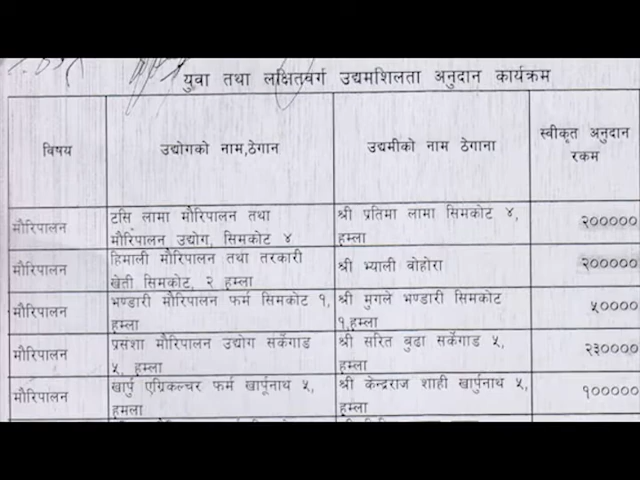 युवा तथा लक्षितवर्ग उद्यमशिलता अनुदान कार्यक्रम
विषय
उद्योगको नाम,ठेगान
उद्यमीको नाम ठेगाना
स्वीकृत अनुदान
रकम
मौरिपालन
टसि लामा मौरिपालन तथा
मौरिपालन उद्योग, सिमकोट ४
श्री प्रतिमा लामा सिमकोट ४,
हुम्ला
२०००००
मौरिपालन
हिमाली मौरिपालन तथा तरकारी
खेती सिमकोट, २ हुम्ला
श्री भ्याली बोहोरा
२०००००
मौरिपालन
भण्डारी मौरिपालन फर्म सिमकोट १,
हुम्ला
श्री मुगले भण्डारी सिमकोट
१,हुम्ला
५००००
मौरिपालन
प्रसंशा मौरिपालन उद्योग सर्केगाड
५, हुम्ला
श्री सरित बुढा सर्केगाड ५,
हुम्ला
२३००००
मौरिपालन
खार्पु एग्रिकल्चर फर्म खार्पूनाथ ५,
हुमला
श्री केन्द्रराज शाही खार्पुनाथ ५,
हुम्ला
१०००००